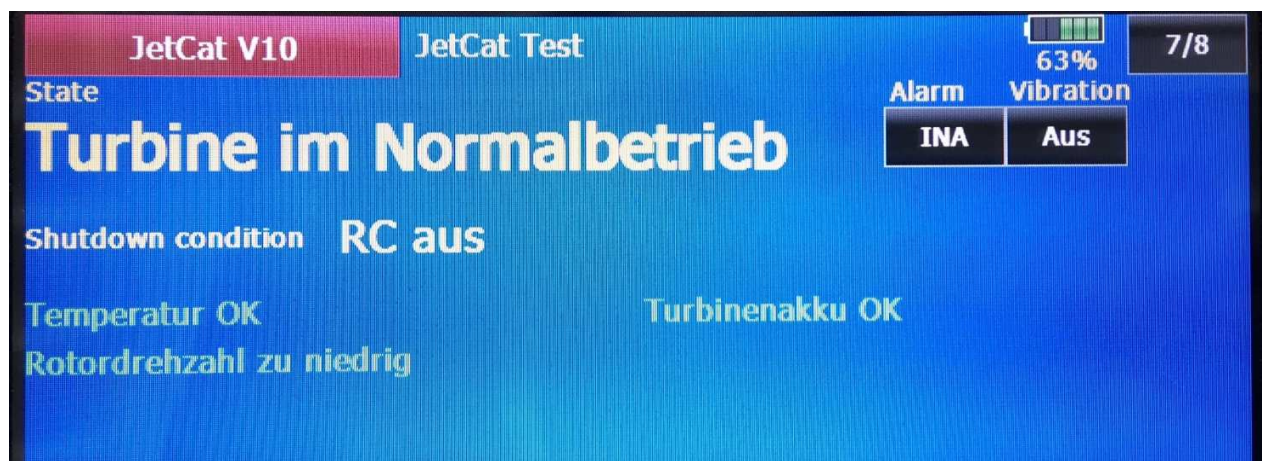 JetCat V10 JetCat Test 63% 7/8
State Alarm Vibration
Turbine im Normalbetrieb INA Aus
Shutdown condition RC aus
Temperatur OK Turbinenakku OK
Rotordrehzahl zu niedrig